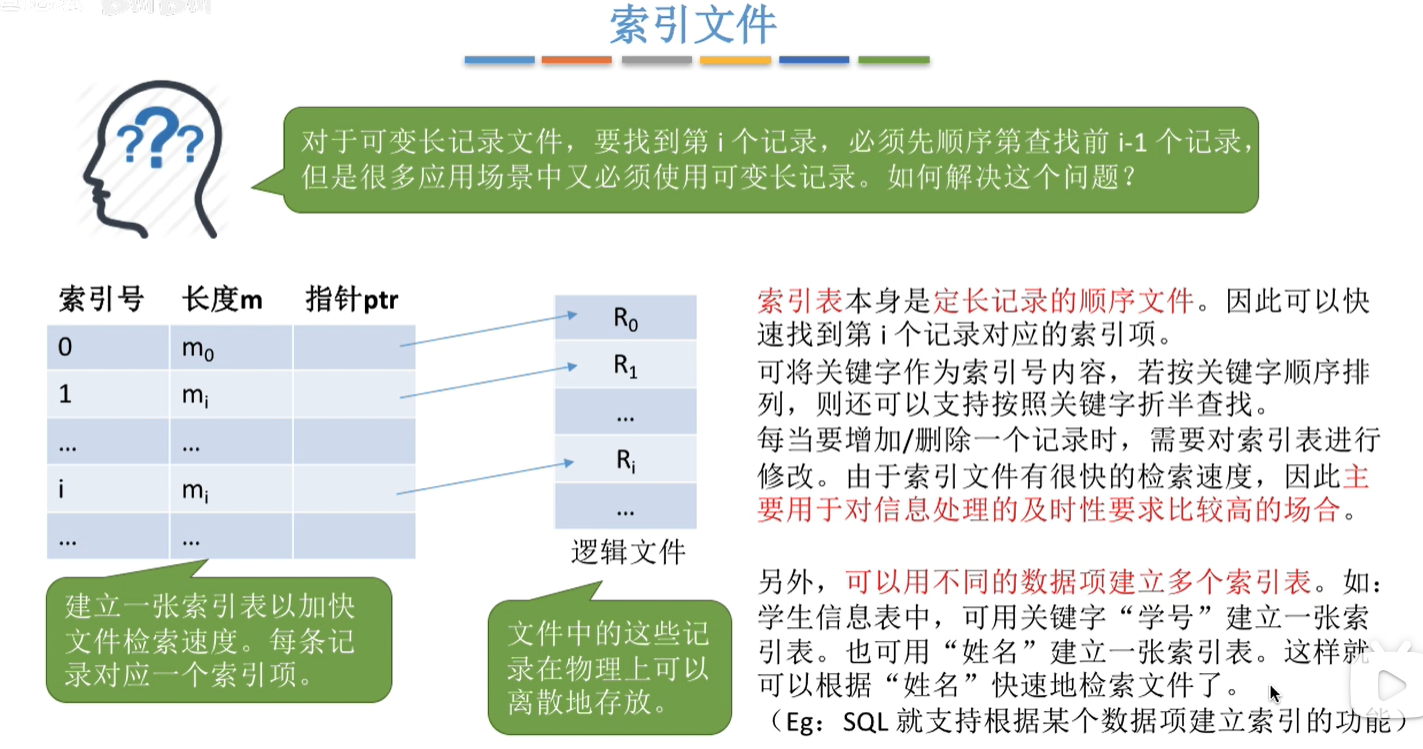 索引文件
???
对于可变长记录文件，要找到第 i 个记录，必须先顺序第查找前 i-1 个记录，
但是很多应用场景中又必须使用可变长记录。如何解决这个问题？
索引号 长度m 指针ptr
0 m₀
1 mᵢ
... ...
i mᵢ
... ...
R₀
R₁
...
Rᵢ
...
逻辑文件
建立一张索引表以加快
文件检索速度。每条记
录对应一个索引项。
文件中的这些记
录在物理上可以
离散地存放。
索引表本身是定长记录的顺序文件。因此可以快
速找到第 i 个记录对应的索引项。
可将关键字作为索引号内容，若按关键字顺序排
列，则还可以支持按照关键字折半查找。
每当要增加/删除一个记录时，需要对索引表进行
修改。由于索引文件有很快的检索速度，因此主
要用于对信息处理的及时性要求比较高的场合。
另外，可以用不同的数据项建立多个索引表。如：
学生信息表中，可用关键字“学号”建立一张索
引表。也可用“姓名”建立一张索引表。这样就
可以根据“姓名”快速地检索文件了。
（Eg：SQL 就支持根据某个数据项建立索引的功能）